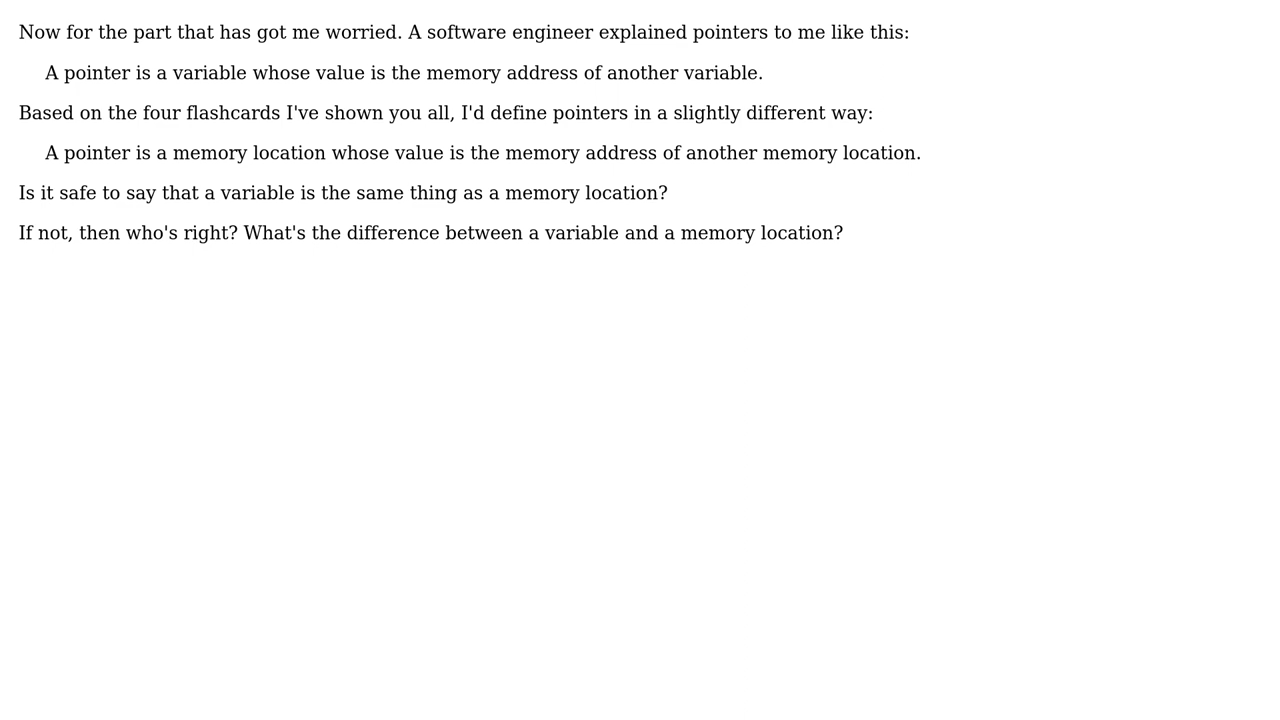 Now for the part that has got me worried. A software engineer explained pointers to me like this:
A pointer is a variable whose value is the memory address of another variable.
Based on the four flashcards I've shown you all, I'd define pointers in a slightly different way:
A pointer is a memory location whose value is the memory address of another memory location.
Is it safe to say that a variable is the same thing as a memory location?
If not, then who's right? What's the difference between a variable and a memory location?